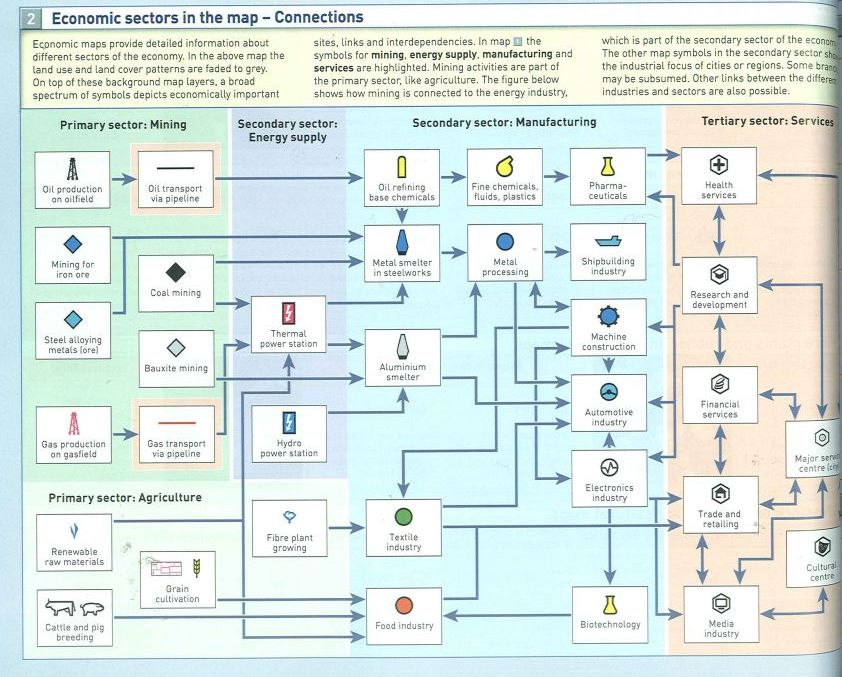 2 Economic sectors in the map – Connections
Economic maps provide detailed information about
different sectors of the economy. In the above map the
land use and land cover patterns are faded to grey.
On top of these background map layers, a broad
spectrum of symbols depicts economically important
sites, links and interdependencies. In map 1 the
symbols for mining, energy supply, manufacturing and
services are highlighted. Mining activities are part of
the primary sector, like agriculture. The figure below
shows how mining is connected to the energy industry,
which is part of the secondary sector of the
The other map symbols in the secondary sector
the industrial focus of cities or regions. Some
may be subsumed. Other links between the
industries and sectors are also possible.
Primary sector: Mining
Secondary sector:
Energy supply
Secondary sector: Manufacturing
Tertiary sector: Services
Oil production
on oilfield
Oil transport
via pipeline
Oil refining
base chemicals
Fine chemicals,
fluids, plastics
Pharma-
ceuticals
Health
services
Mining for
iron ore
Coal mining
Metal smelter
in steelworks
Metal
processing
Shipbuilding
industry
Research and
development
Steel alloying
metals (ore)
Bauxite mining
Thermal
power station
Aluminium
smelter
Machine
construction
Automotive
industry
Financial
services
Gas production
on gasfield
Gas transport
via pipeline
Hydro
power station
Electronics
industry
Major
centre
Primary sector: Agriculture
Renewable
raw materials
Fibre plant
growing
Textile
industry
Trade and
retailing
Cultural
centre
Grain
cultivation
Cattle and pig
breeding
Food industry
Biotechnology
Media
industry